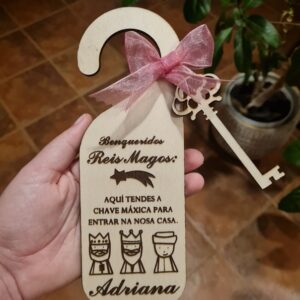 Benqueridos
Reis Magos:
AQUÍ TENDES A
CHAVE MÁXICA PARA
ENTRAR NA NOSA CASA.
Adriana